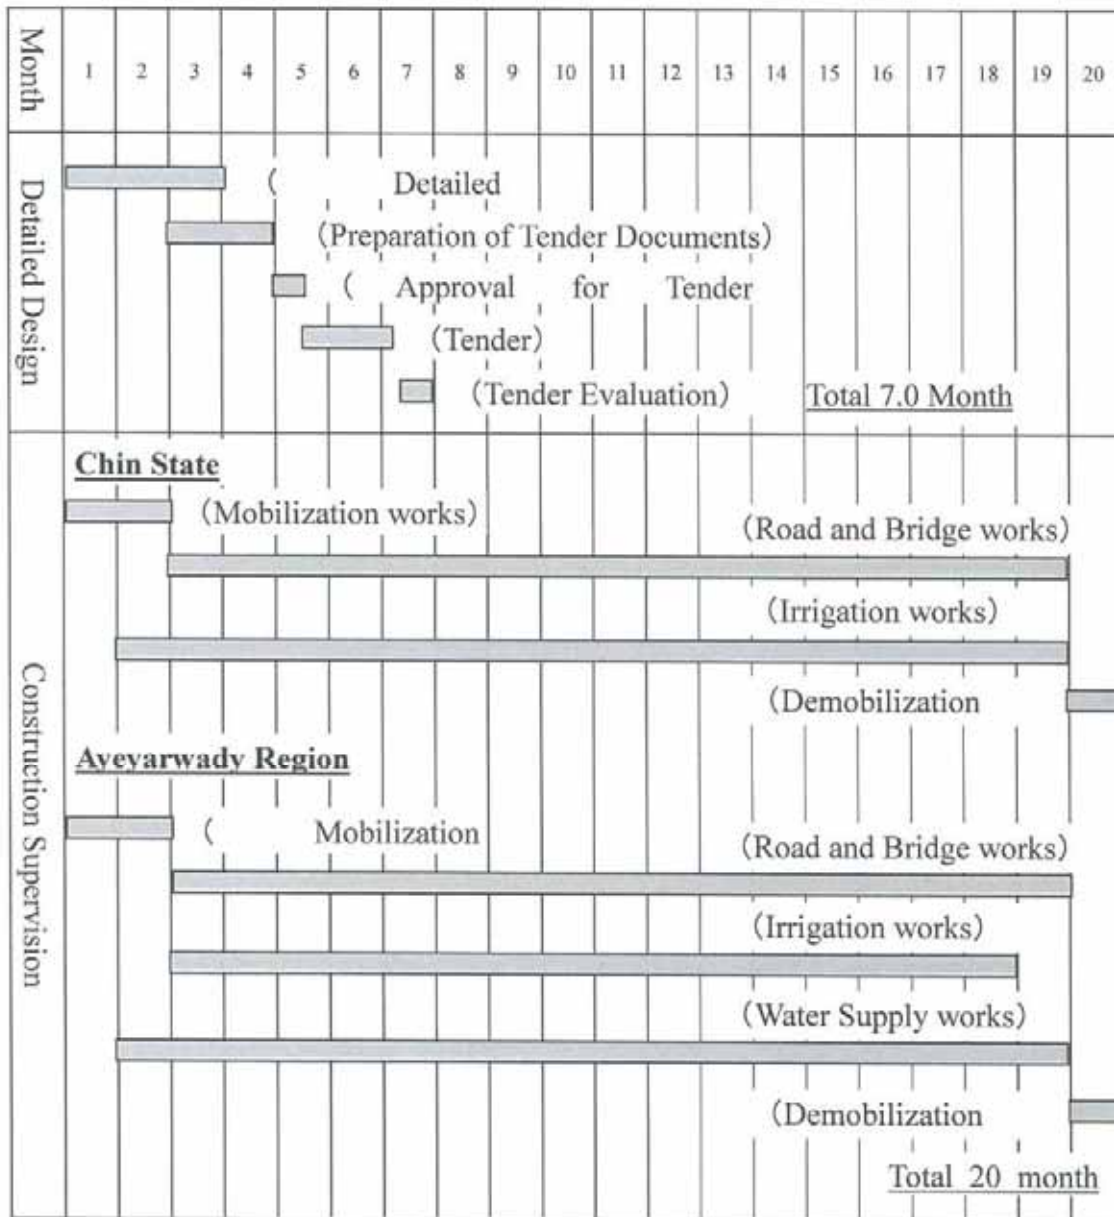 Month 1 2 3 4 5 6 7 8 9 10 11 12 13 14 15 16 17 18 19 20
Detailed Design
( Detailed
(Preparation of Tender Documents)
( Approval for Tender
(Tender)
(Tender Evaluation)
Total 7.0 Month
Construction Supervision
Chin State
(Mobilization works)
(Road and Bridge works)
(Irrigation works)
(Demobilization
Ayeyarwady Region
( Mobilization
(Road and Bridge works)
(Irrigation works)
(Water Supply works)
(Demobilization
Total 20 month